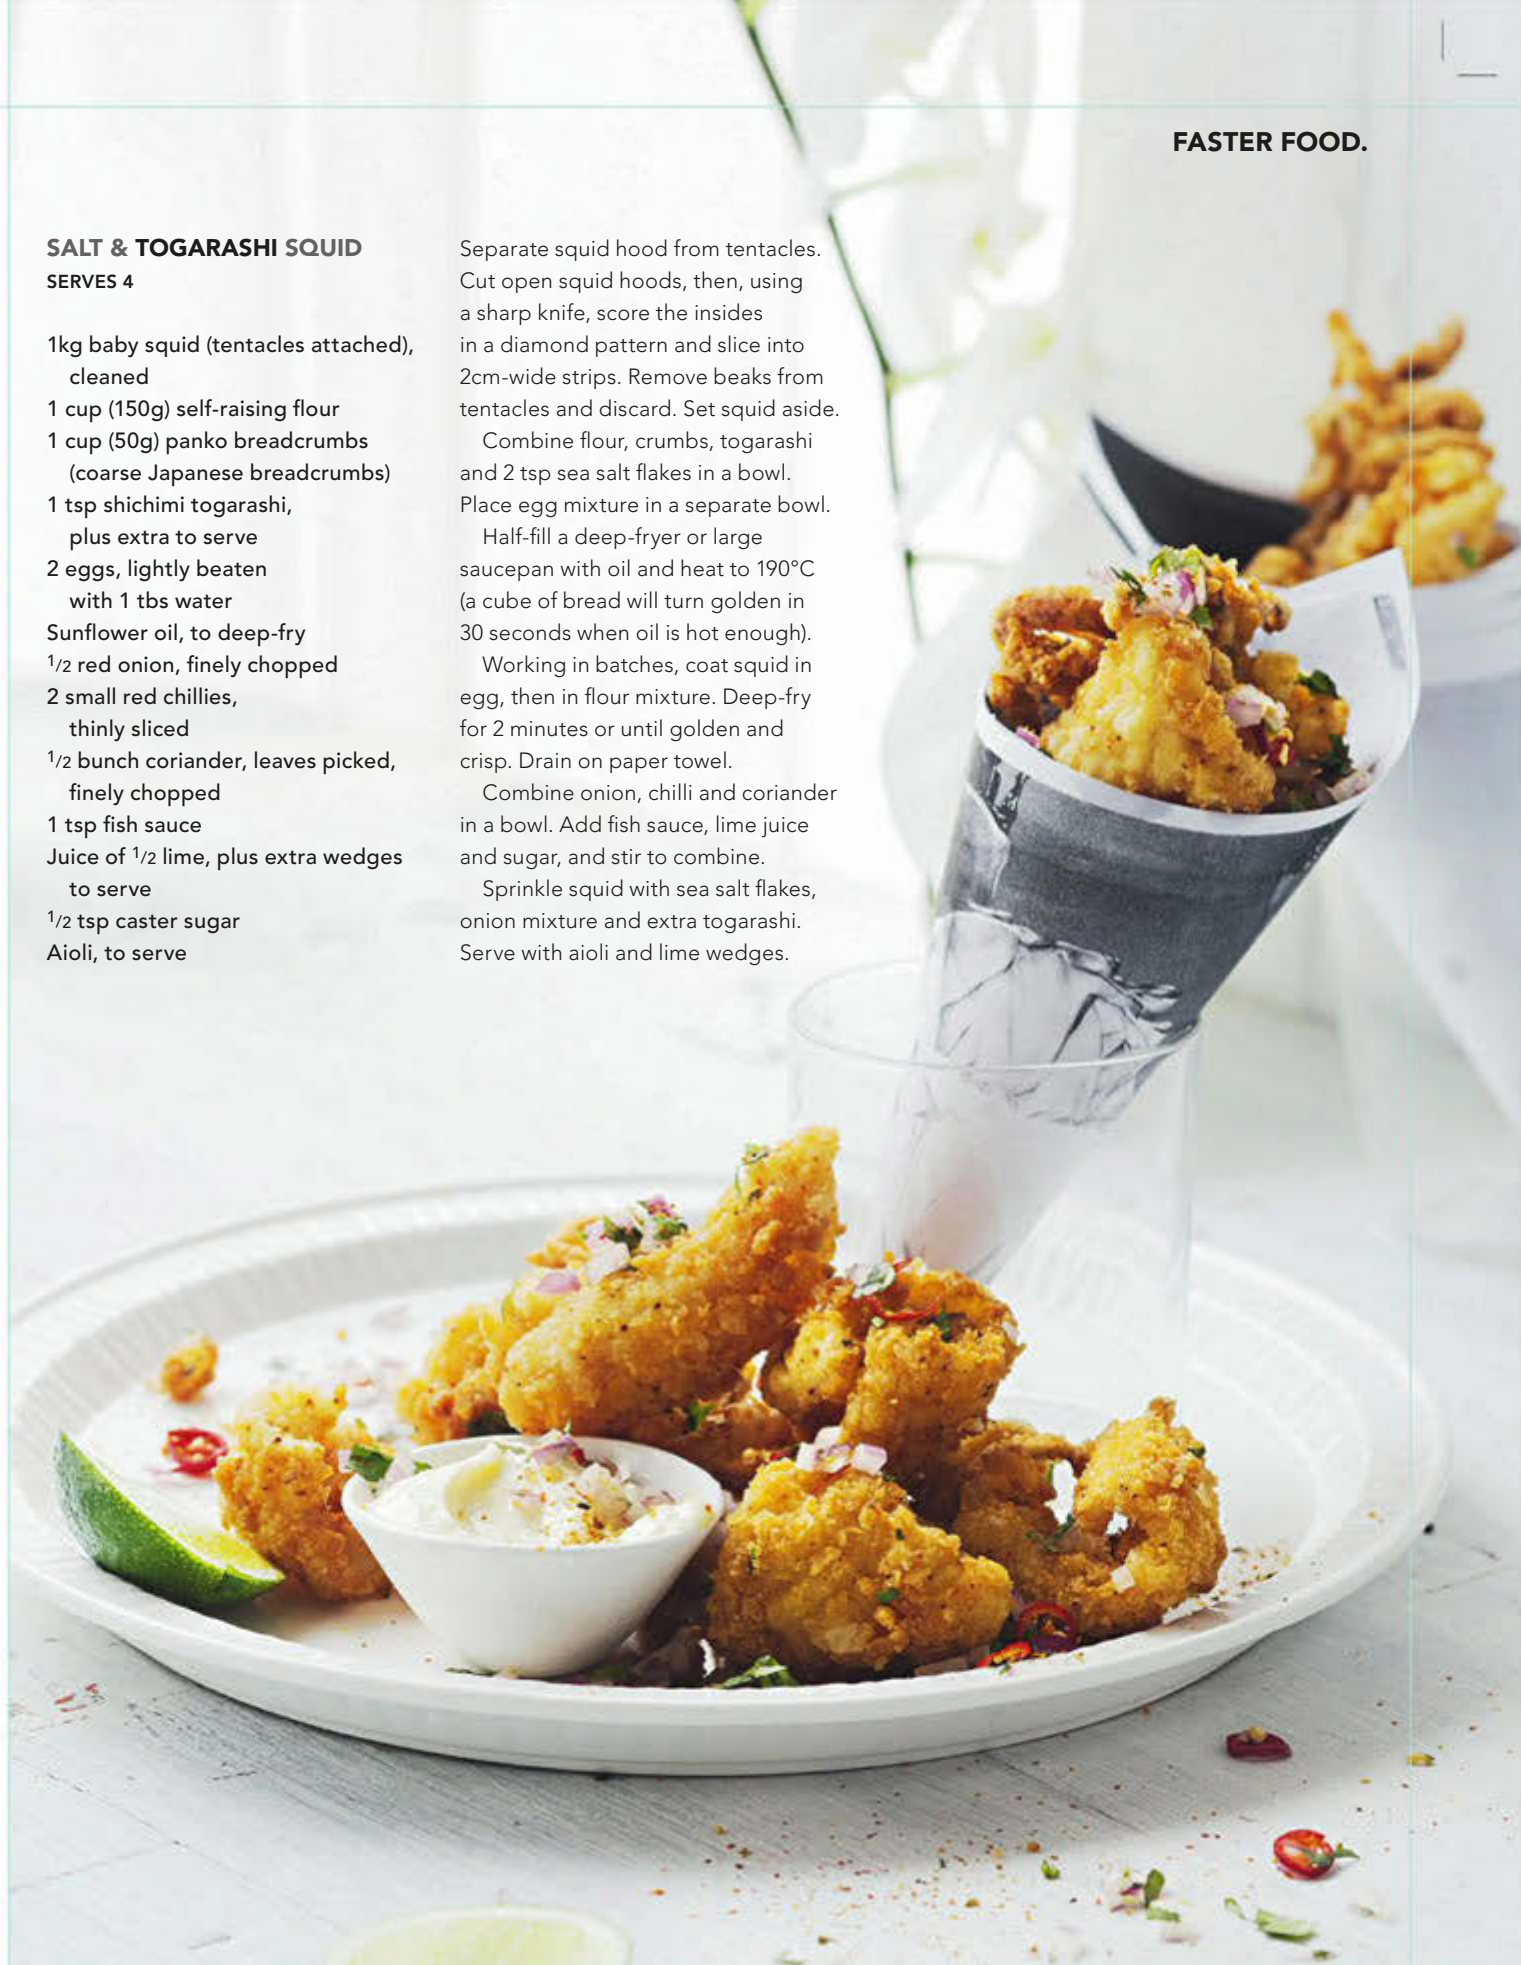 FASTER FOOD.
SALT & TOGARASHI SQUID
SERVES 4
1kg baby squid (tentacles attached),
cleaned
1 cup (150g) self-raising flour
1 cup (50g) panko breadcrumbs
(coarse Japanese breadcrumbs)
1 tsp shichimi togarashi,
plus extra to serve
2 eggs, lightly beaten
with 1 tbs water
Sunflower oil, to deep-fry
1/2 red onion, finely chopped
2 small red chillies,
thinly sliced
1/2 bunch coriander, leaves picked,
finely chopped
1 tsp fish sauce
Juice of 1/2 lime, plus extra wedges
to serve
1/2 tsp caster sugar
Aioli, to serve
Separate squid hood from tentacles.
Cut open squid hoods, then, using
a sharp knife, score the insides
in a diamond pattern and slice into
2cm-wide strips. Remove beaks from
tentacles and discard. Set squid aside.
Combine flour, crumbs, togarashi
and 2 tsp sea salt flakes in a bowl.
Place egg mixture in a separate bowl.
Half-fill a deep-fryer or large
saucepan with oil and heat to 190°C
(a cube of bread will turn golden in
30 seconds when oil is hot enough).
Working in batches, coat squid in
egg, then in flour mixture. Deep-fry
for 2 minutes or until golden and
crisp. Drain on paper towel.
Combine onion, chilli and coriander
in a bowl. Add fish sauce, lime juice
and sugar, and stir to combine.
Sprinkle squid with sea salt flakes,
onion mixture and extra togarashi.
Serve with aioli and lime wedges.